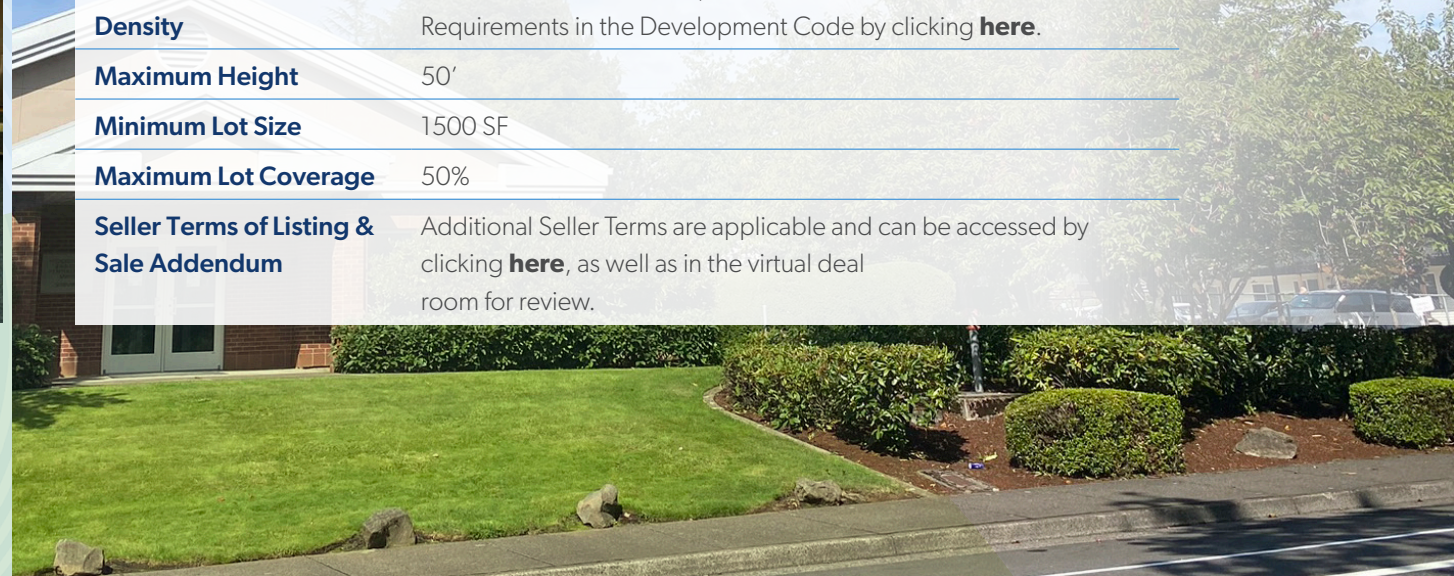 Density
Requirements in the Development Code by clicking here.
Maximum Height
50′
Minimum Lot Size
1500 SF
Maximum Lot Coverage
50%
Seller Terms of Listing &
Sale Addendum
Additional Seller Terms are applicable and can be accessed by
clicking here, as well as in the virtual deal
room for review.